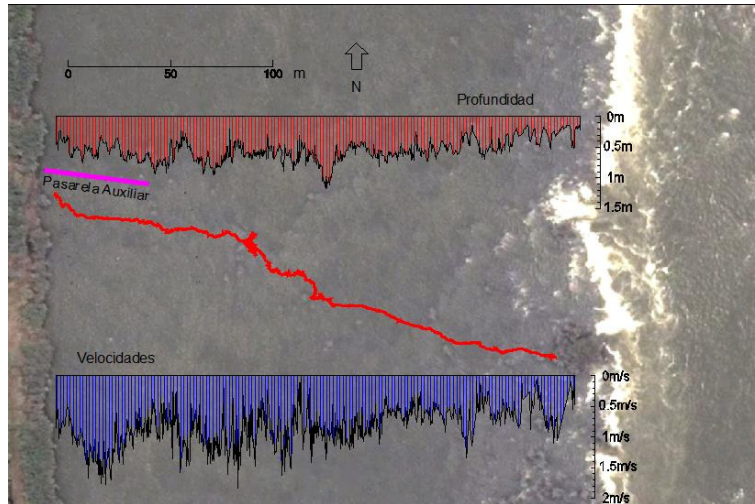 0 50 100 m
N
Profundidad
0m
0.5m
1m
1.5m
Pasarela Auxiliar
Velocidades
0m/s
0.5m/s
1m/s
1.5m/s
2m/s